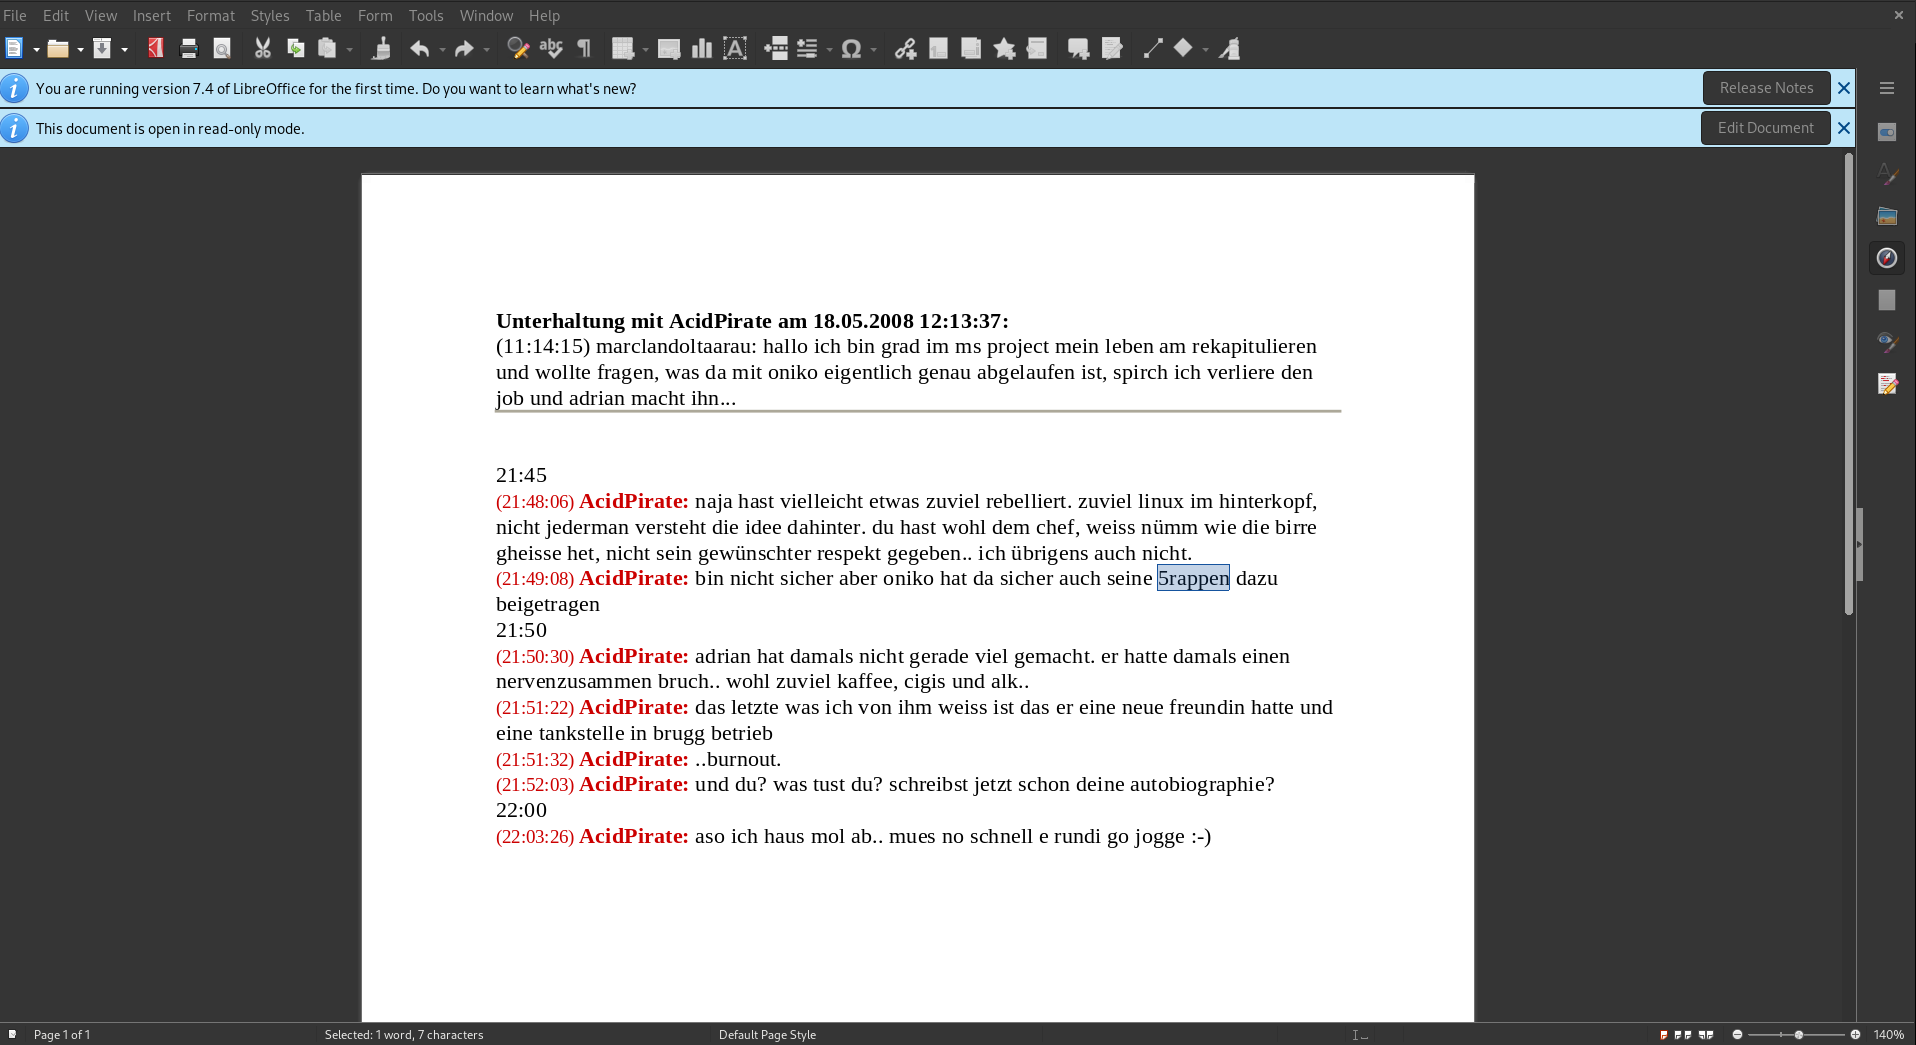 File Edit View Insert Format Styles Table Form Tools Window Help
You are running version 7.4 of LibreOffice for the first time. Do you want to learn what's new? Release Notes
This document is open in read-only mode. Edit Document
Unterhaltung mit AcidPirate am 18.05.2008 12:13:37:
(11:14:15) marclandoltaarau: hallo ich bin grad im ms project mein leben am rekapitulieren
und wollte fragen, was da mit oniko eigentlich genau abgelaufen ist, spirch ich verliere den
job und adrian macht ihn...
21:45
(21:48:06) AcidPirate: naja hast vielleicht etwas zuviel rebelliert. zuviel linux im hinterkopf,
nicht jederman versteht die idee dahinter. du hast wohl dem chef, weiss nümm wie die birre
gheisse het, nicht sein gewünschter respekt gegeben.. ich übrigens auch nicht.
(21:49:08) AcidPirate: bin nicht sicher aber oniko hat da sicher auch seine 5rappen dazu
beigetragen
21:50
(21:50:30) AcidPirate: adrian hat damals nicht gerade viel gemacht. er hatte damals einen
nervenzusammen bruch.. wohl zuviel kaffee, cigis und alk..
(21:51:22) AcidPirate: das letzte was ich von ihm weiss ist das er eine neue freundin hatte und
eine tankstelle in brugg betrieb
(21:51:32) AcidPirate: ..burnout.
(21:52:03) AcidPirate: und du? was tust du? schreibst jetzt schon deine autobiographie?
22:00
(22:03:26) AcidPirate: aso ich haus mol ab.. mues no schnell e rundi go jogge :-)
Page 1 of 1 Selected: 1 word, 7 characters Default Page Style 140%